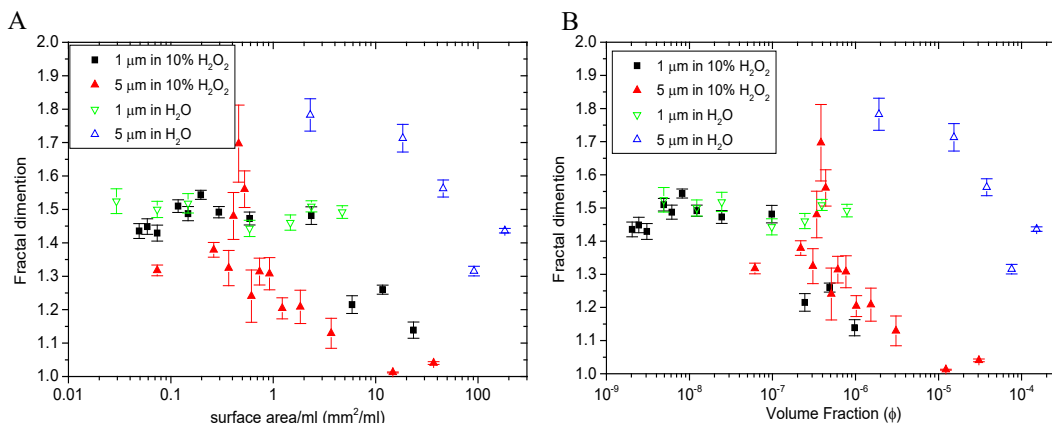 A
2.0
1.9
1.8
1.7
1.6
1.5
1.4
1.3
1.2
1.1
1.0
Fractal dimention
1 μm in 10% H₂O₂
5 μm in 10% H₂O₂
1 μm in H₂O
5 μm in H₂O
0.01
0.1
1
10
100
surface area/ml (mm²/ml)
B
2.0
1.9
1.8
1.7
1.6
1.5
1.4
1.3
1.2
1.1
1.0
Fractal dimention
1 μm in 10% H₂O₂
5 μm in 10% H₂O₂
1 μm in H₂O
5 μm in H₂O
10⁻⁹
10⁻⁸
10⁻⁷
10⁻⁶
10⁻⁵
10⁻⁴
Volume Fraction (ϕ)